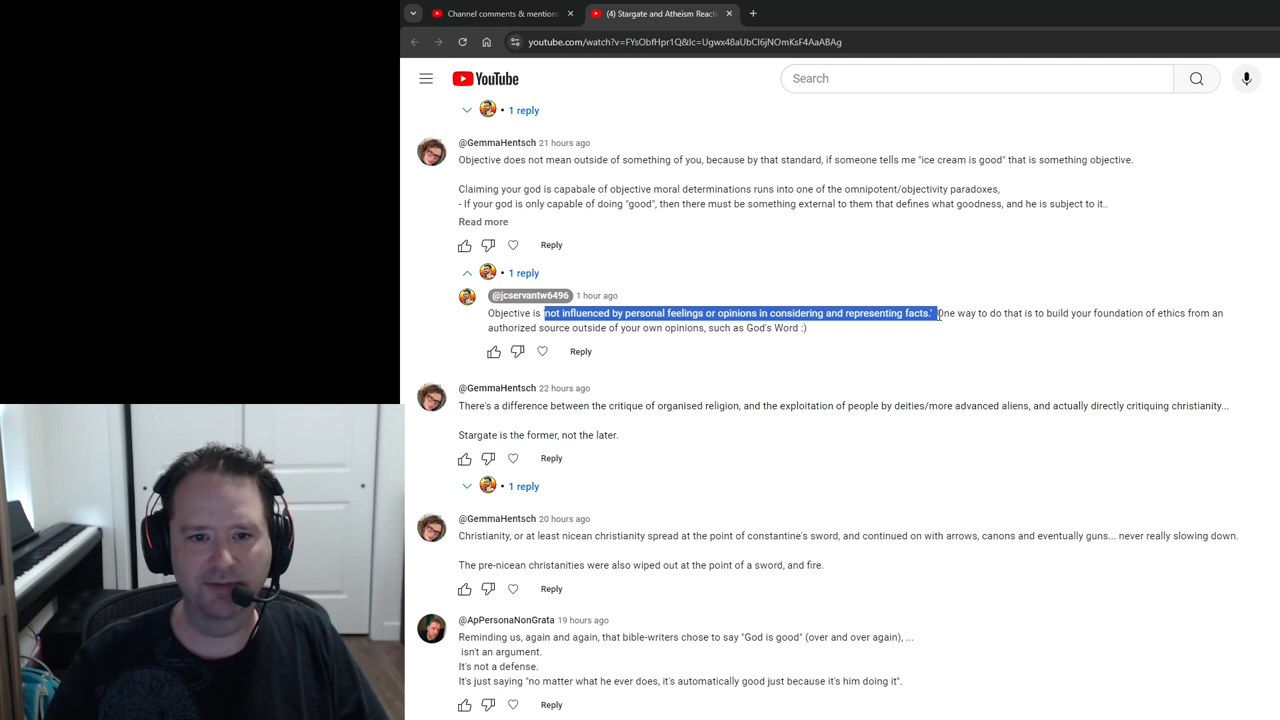 Channel comments & mention
(4) Stargate and Atheism React
youtube.com/watch?v=FYsObfHpr1Q&lc=Ugwx48aUbCI6jNOmKsF4AaABAg
YouTube
Search
• 1 reply
@GemmaHentsch 21 hours ago
Objective does not mean outside of something of you, because by that standard, if someone tells me "ice cream is good" that is something objective.
Claiming your god is capabale of objective moral determinations runs into one of the omnipotent/objectivity paradoxes,
- If your god is only capable of doing "good", then there must be something external to them that defines what goodness, and he is subject to it..
Read more
Reply
• 1 reply
@jcservantw6496 1 hour ago
Objective is 'not influenced by personal feelings or opinions in considering and representing facts.' One way to do that is to build your foundation of ethics from an
authorized source outside of your own opinions, such as God's Word :)
Reply
@GemmaHentsch 22 hours ago
There's a difference between the critique of organised religion, and the exploitation of people by deities/more advanced aliens, and actually directly critiquing christianity...
Stargate is the former, not the later.
Reply
• 1 reply
@GemmaHentsch 20 hours ago
Christianity, or at least nicean christianity spread at the point of constantine's sword, and continued on with arrows, canons and eventually guns... never really slowing down.
The pre-nicean christanities were also wiped out at the point of a sword, and fire.
Reply
@ApPersonaNonGrata 19 hours ago
Reminding us, again and again, that bible-writers chose to say "God is good" (over and over again), ...
isn't an argument.
It's not a defense.
It's just saying "no matter what he ever does, it's automatically good just because it's him doing it".
Reply